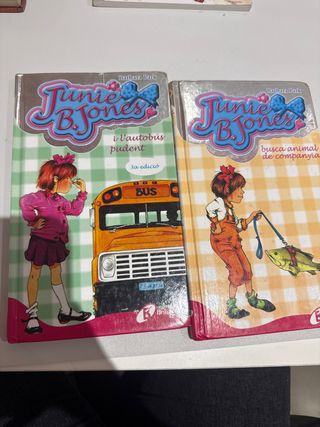 Barbara Park
Junie
B. Jones
i l'autobús
pudent
3a edició
BUS
Barbara Park
Junie
B. Jones
busca animal
de companyia